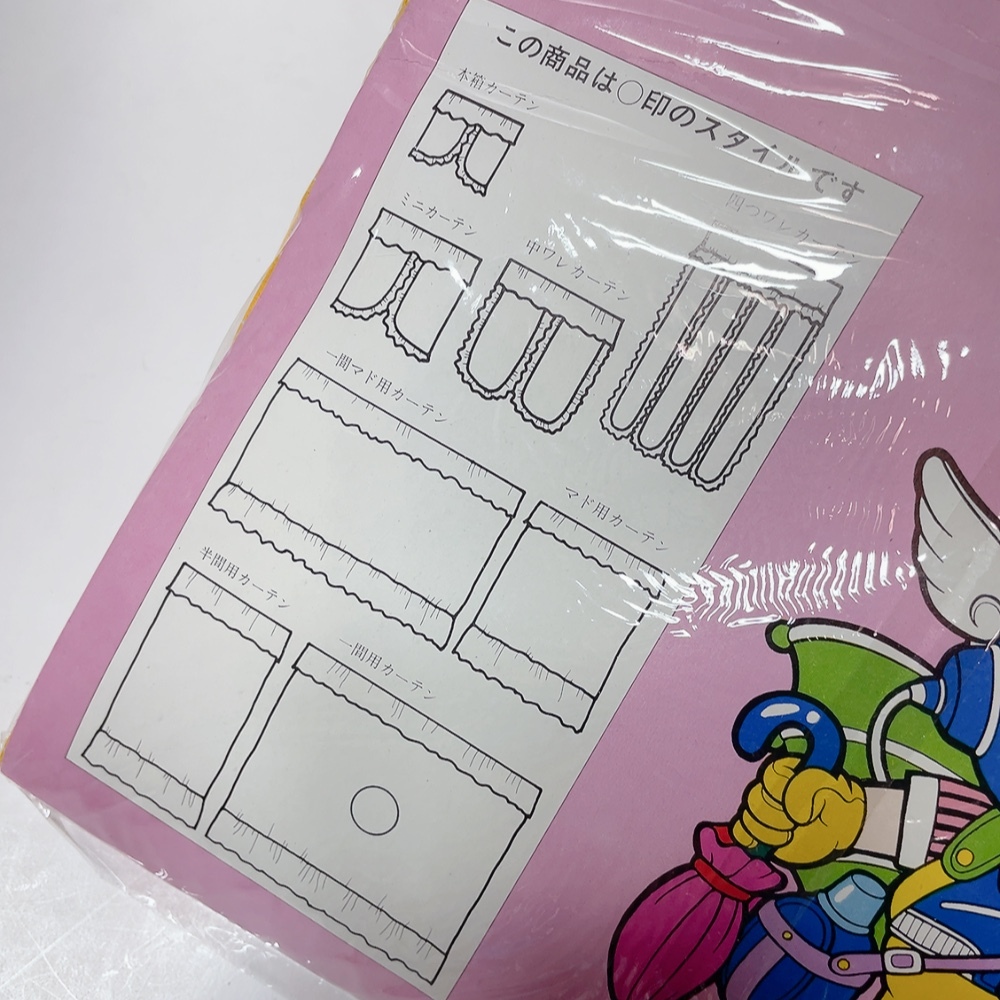 この商品は○印のスタイルです
本箱カーテン
ミニカーテン
中ワレカーテン
四つワレカーテン
一間マド用カーテン
マド用カーテン
半間用カーテン
一間用カーテン